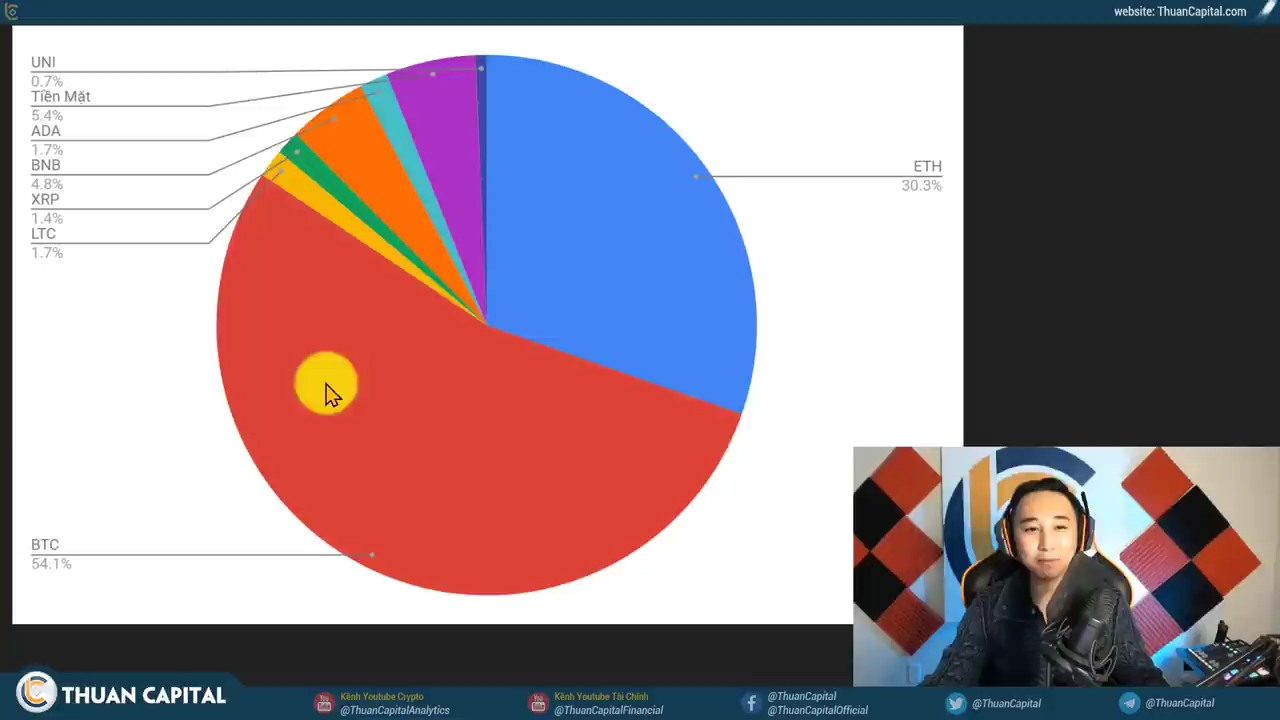 website: ThuanCapital.com
UNI
0.7%
Tiền Mặt
5.4%
ADA
1.7%
BNB
4.8%
XRP
1.4%
LTC
1.7%
ETH
30.3%
BTC
54.1%
THUAN CAPITAL
You
Kênh Youtube Crypto
@ThuanCapitalAnalytics
You
Kênh Youtube Tài Chính
@ThuanCapitalFinancial
@ThuanCapital
@ThuanCapitalOfficial
@ThuanCapital
@ThuanCapital